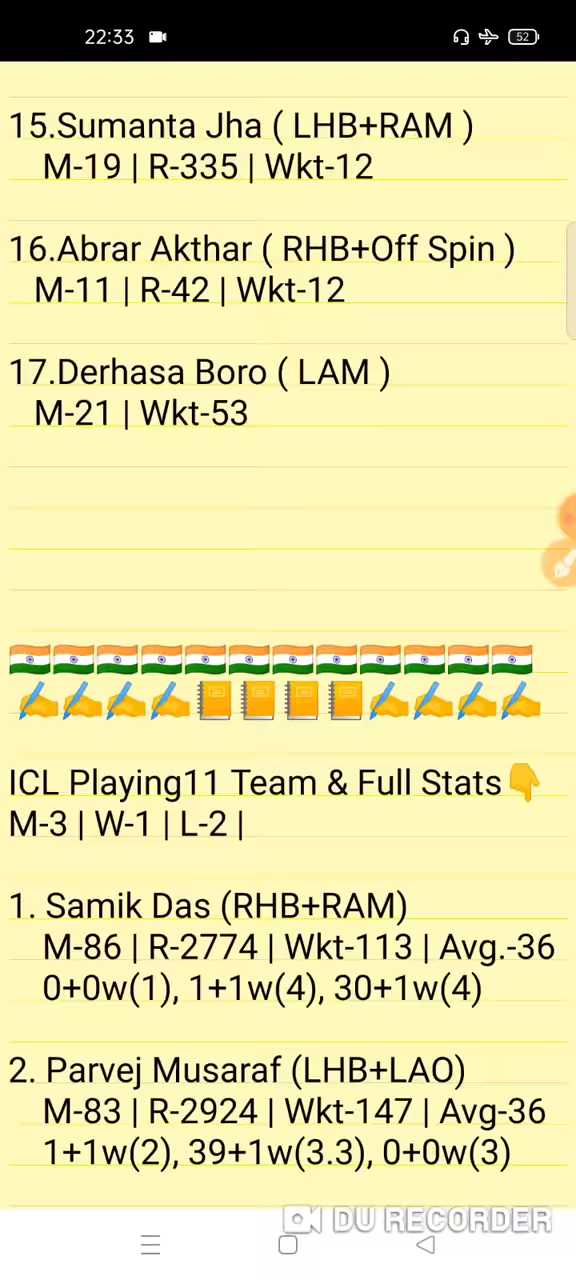 22:33
52
15.Sumanta Jha ( LHB+RAM )
M-19 | R-335 | Wkt-12
16.Abrar Akthar ( RHB+Off Spin )
M-11 | R-42 | Wkt-12
17.Derhasa Boro ( LAM )
M-21 | Wkt-53
🇮🇳🇮🇳🇮🇳🇮🇳🇮🇳🇮🇳🇮🇳🇮🇳🇮🇳🇮🇳🇮🇳🇮🇳
✍️✍️✍️✍️📒📒📒📒✍️✍️✍️✍️
ICL Playing11 Team & Full Stats👇
M-3 | W-1 | L-2 |
1. Samik Das (RHB+RAM)
M-86 | R-2774 | Wkt-113 | Avg.-36
0+0w(1), 1+1w(4), 30+1w(4)
2. Parvej Musaraf (LHB+LAO)
M-83 | R-2924 | Wkt-147 | Avg-36
1+1w(2), 39+1w(3.3), 0+0w(3)
DU RECORDER